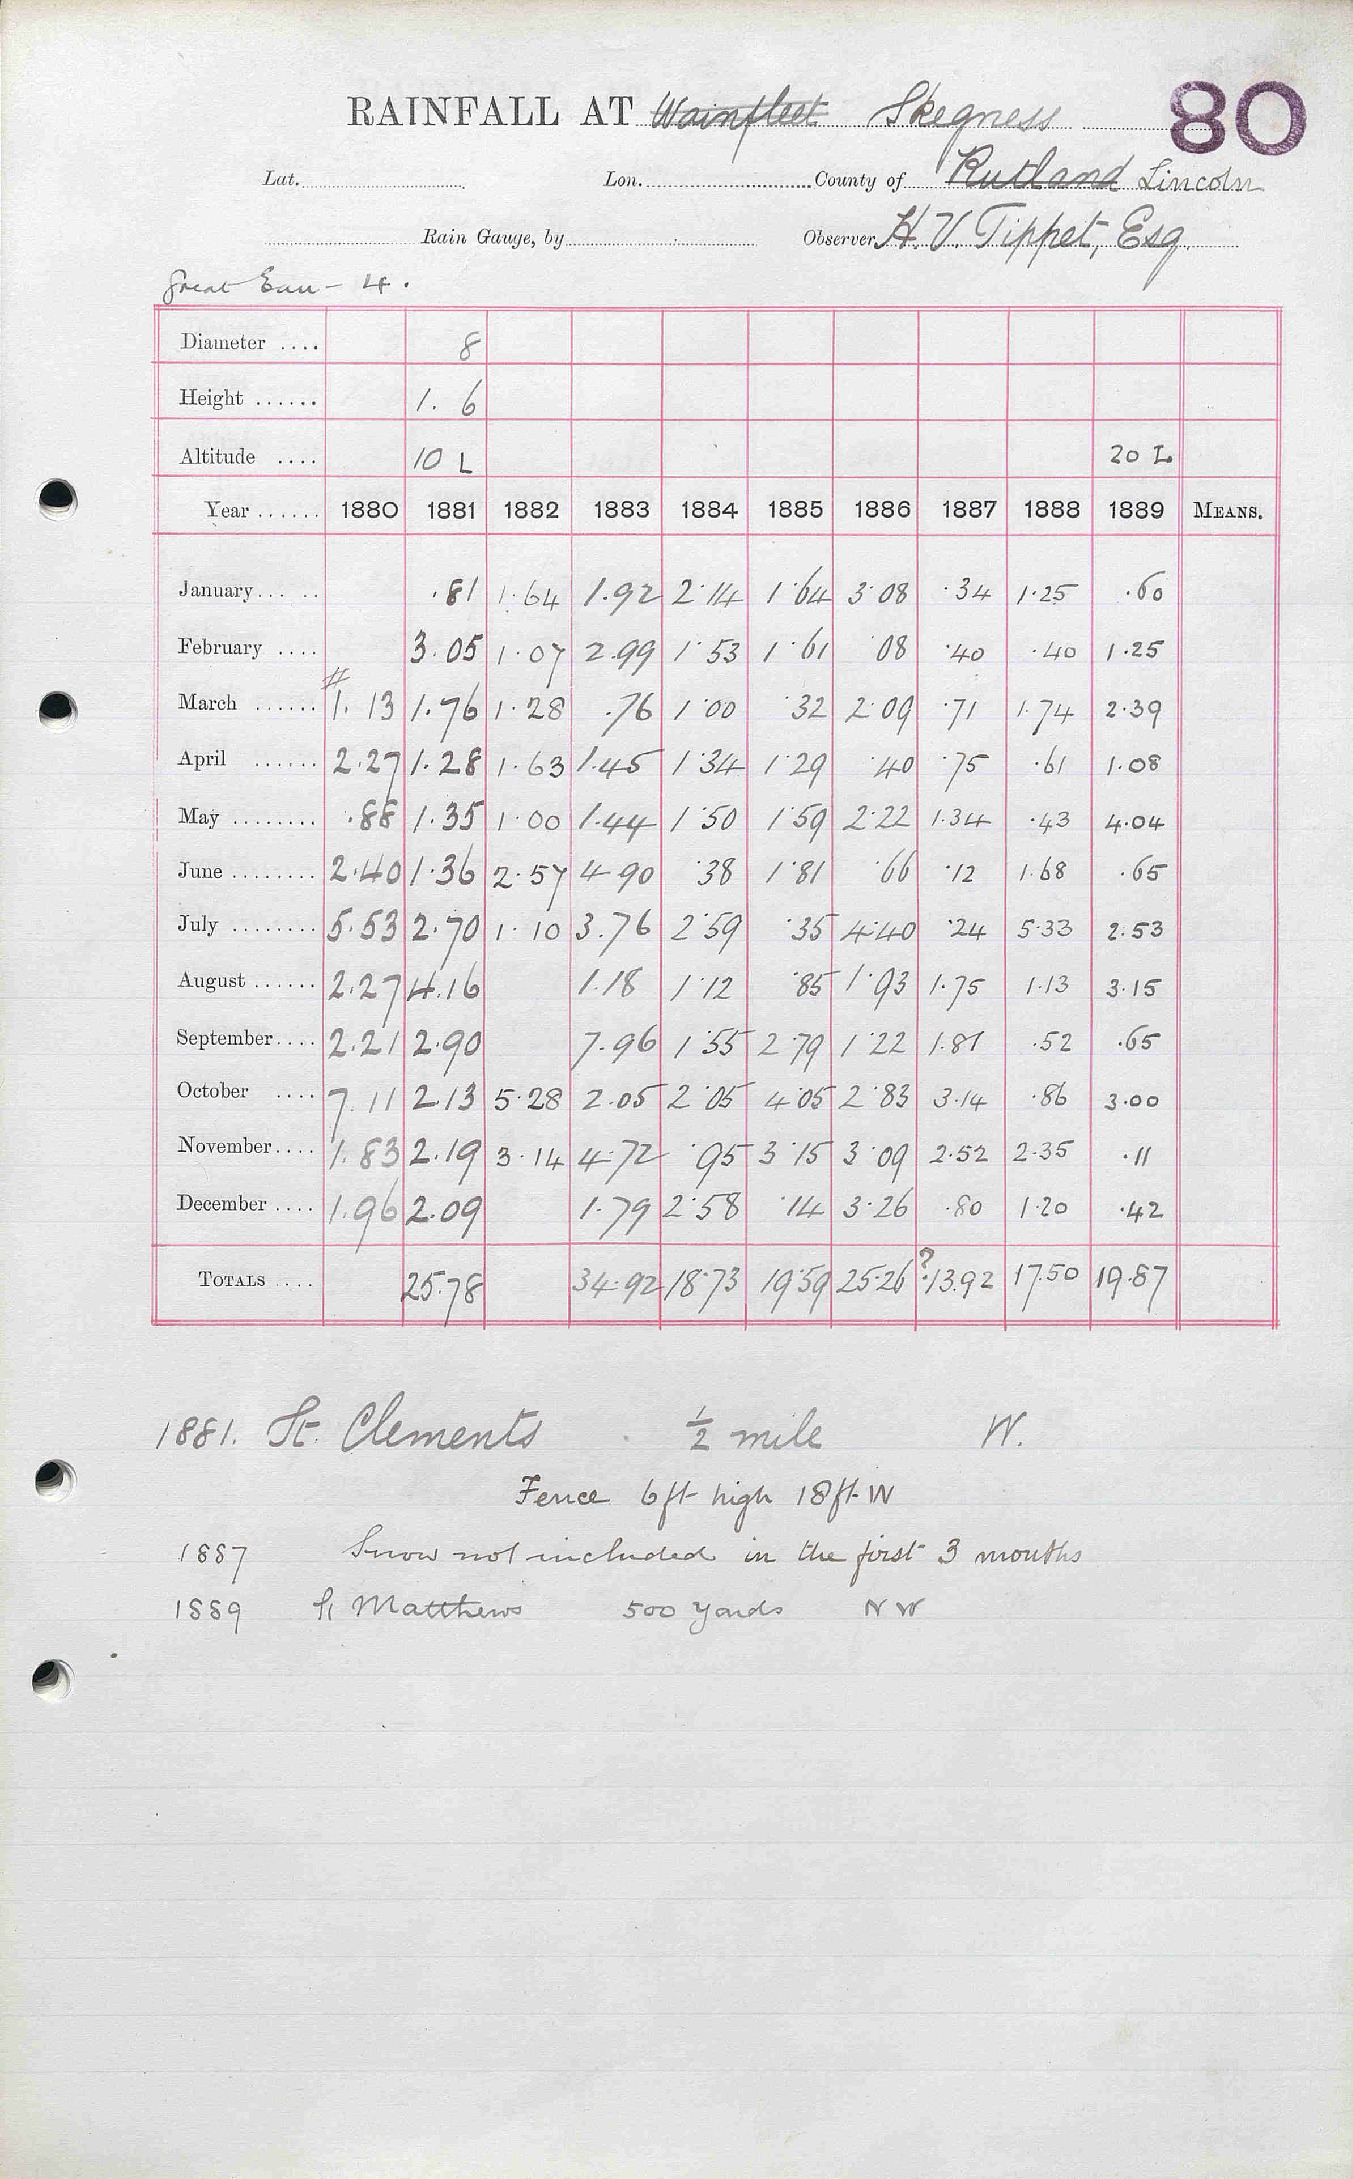 RAINFALL AT Wainfleet Skegness 80
Lat. Lon. County of Rutland Lincoln
Rain Gauge, by Observer H. V. Tippet, Esq.
Great Eau - 4.
Diameter .... 8
Height ...... 1. 6
Altitude .... 10 L 20 L
Year ...... 1880 1881 1882 1883 1884 1885 1886 1887 1888 1889 MEANS.
January... .. .81 1.64 1.92 2.14 1.64 3.08 .34 1.25 .60
February .... 3.05 1.07 2.99 1.53 1.61 .08 .40 .40 1.25
March ...... # 1.13 1.76 1.28 .76 1.00 .32 2.09 .71 1.74 2.39
April ...... 2.27 1.28 1.63 1.45 1.34 1.29 .40 .75 .61 1.08
May ........ .88 1.35 1.00 1.44 1.50 1.59 2.22 1.34 .43 4.04
June ........ 2.40 1.36 2.57 4.90 .38 1.81 .66 .12 1.68 .65
July ........ 5.53 2.70 1.10 3.76 2.59 .35 4.40 .24 5.33 2.53
August ...... 2.27 4.16 1.18 1.12 .85 1.93 1.75 1.13 3.15
September.... 2.21 2.90 7.96 1.55 2.79 1.22 1.81 .52 .65
October .... 7.11 2.13 5.28 2.05 2.05 4.05 2.83 3.14 .86 3.00
November.... 1.83 2.19 3.14 4.72 .95 3.15 3.09 2.52 2.35 .11
December .... 1.96 2.09 1.79 2.58 .14 3.26 .80 1.20 .42
TOTALS .... 25.78 34.92 18.73 19.59 25.26 ? 13.92 17.50 19.87
1881. St. Clements ½ mile W.
Fence 6 ft high 18 ft W
1887 Snow not included in the first 3 months
1889 St Matthews 500 yards N W